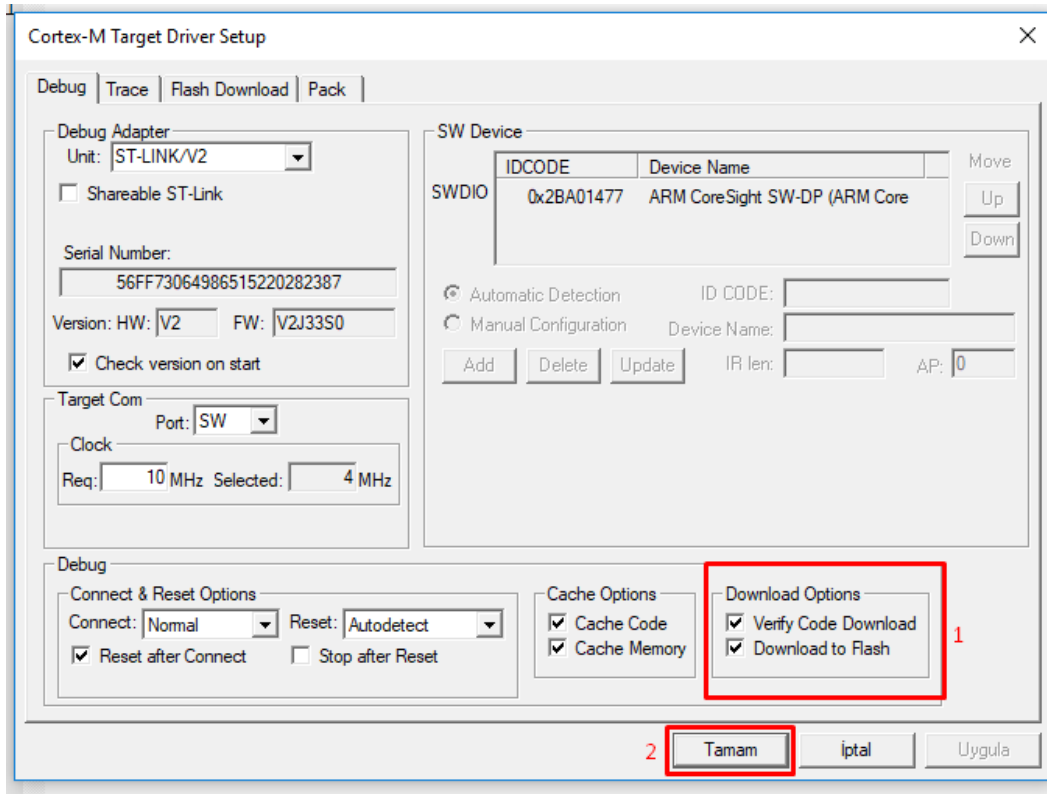 Cortex-M Target Driver Setup
Debug Trace Flash Download Pack
Debug Adapter
Unit: ST-LINK/V2
Shareable ST-Link
Serial Number:
56FF73064986515220282387
Version: HW: V2 FW: V2J33S0
Check version on start
Target Com
Port: SW
Clock
Req: 10 MHz Selected: 4 MHz
SW Device
IDCODE Device Name
SWDIO 0x2BA01477 ARM CoreSight SW-DP (ARM Core
Move
Up
Down
Automatic Detection ID CODE:
Manual Configuration Device Name:
Add Delete Update IR len: AP: 0
Debug
Connect & Reset Options
Connect: Normal Reset: Autodetect
Reset after Connect Stop after Reset
Cache Options
Cache Code
Cache Memory
Download Options
Verify Code Download
Download to Flash
1
2 Tamam İptal Uygula